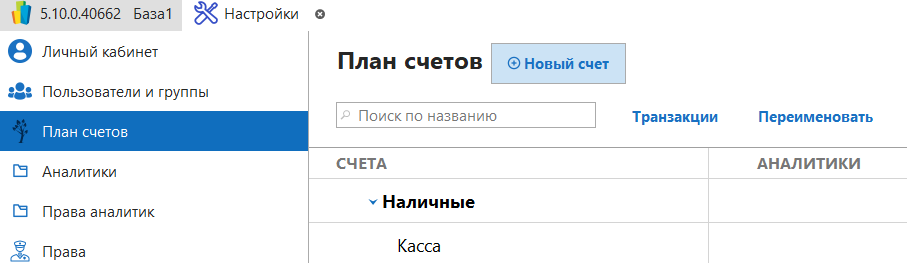 5.10.0.40662 База1 Настройки
Личный кабинет
Пользователи и группы
План счетов
Аналитики
Права аналитик
Права
План счетов Новый счет
Поиск по названию Транзакции Переименовать
СЧЕТА АНАЛИТИКИ
Наличные
Касса